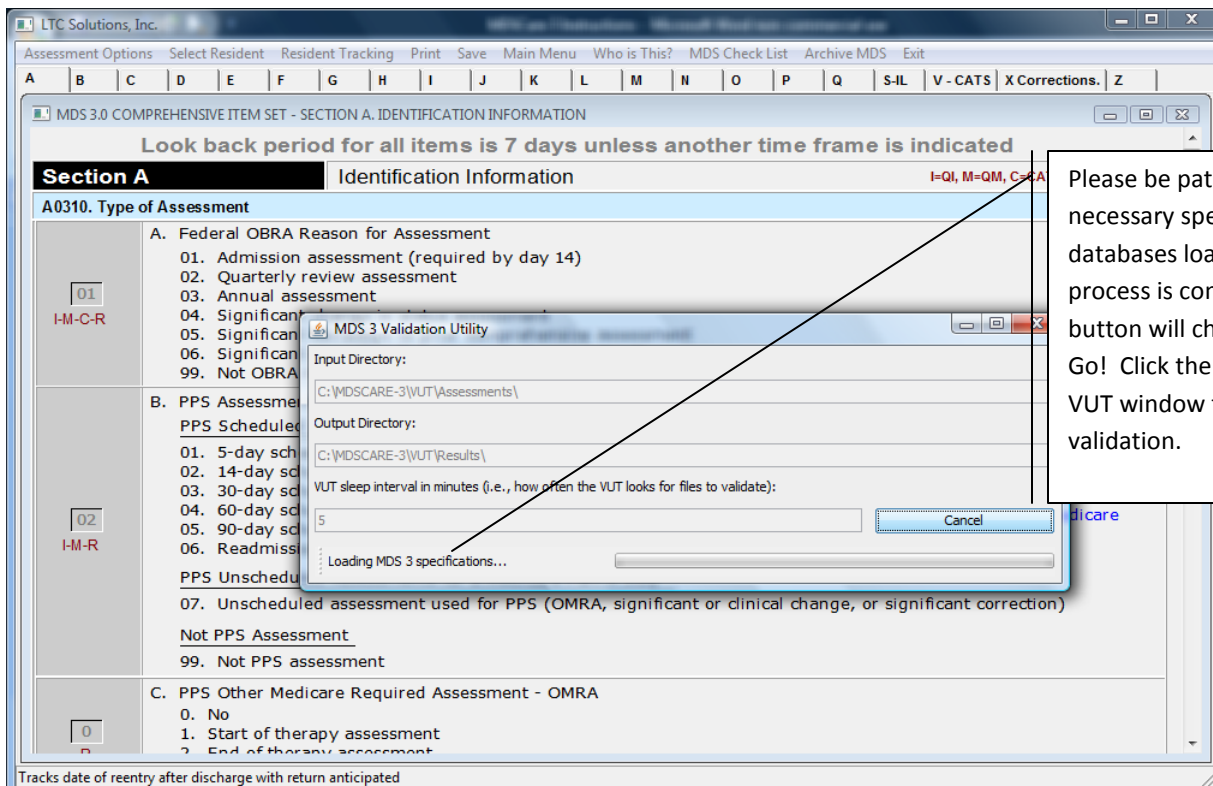 LTC Solutions, Inc.
Assessment Options Select Resident Resident Tracking Print Save Main Menu Who is This? MDS Check List Archive MDS Exit
A B C D E F G H I J K L M N O P Q S-IL V - CATS X Corrections. Z
MDS 3.0 COMPREHENSIVE ITEM SET - SECTION A. IDENTIFICATION INFORMATION
Look back period for all items is 7 days unless another time frame is indicated
Section A Identification Information I=QI, M=QM,
A0310. Type of Assessment
A. Federal OBRA Reason for Assessment
01. Admission assessment (required by day 14)
02. Quarterly review assessment
03. Annual assessment
04. Significant
05. Significan
06. Significan
99. Not OBRA
01
I-M-C-R
B. PPS Assessme
PPS Scheduled
01. 5-day sch
02. 14-day sc
03. 30-day sc
04. 60-day sc
05. 90-day sc
06. Readmissi
dicare
02
I-M-R
PPS Unschedu
07. Unscheduled assessment used for PPS (OMRA, significant or clinical change, or significant correction)
Not PPS Assessment
99. Not PPS assessment
C. PPS Other Medicare Required Assessment - OMRA
0. No
1. Start of therapy assessment
2. End of therapy assessment
0
R
MDS 3 Validation Utility
Input Directory:
C:\MDSCARE-3\VUT\Assessments\
Output Directory:
C:\MDSCARE-3\VUT\Results\
VUT sleep interval in minutes (i.e., how often the VUT looks for files to validate):
5 Cancel
Loading MDS 3 specifications...
Please be pat
necessary spe
databases loa
process is con
button will ch
Go! Click the
VUT window
validation.
Tracks date of reentry after discharge with return anticipated